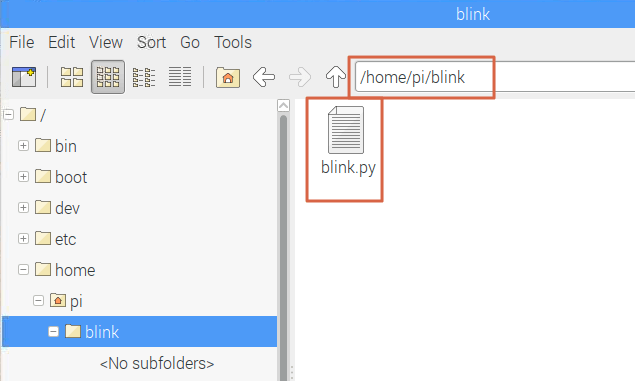 blink
File Edit View Sort Go Tools
/home/pi/blink
/
bin
boot
dev
etc
home
pi
blink
<No subfolders>
blink.py